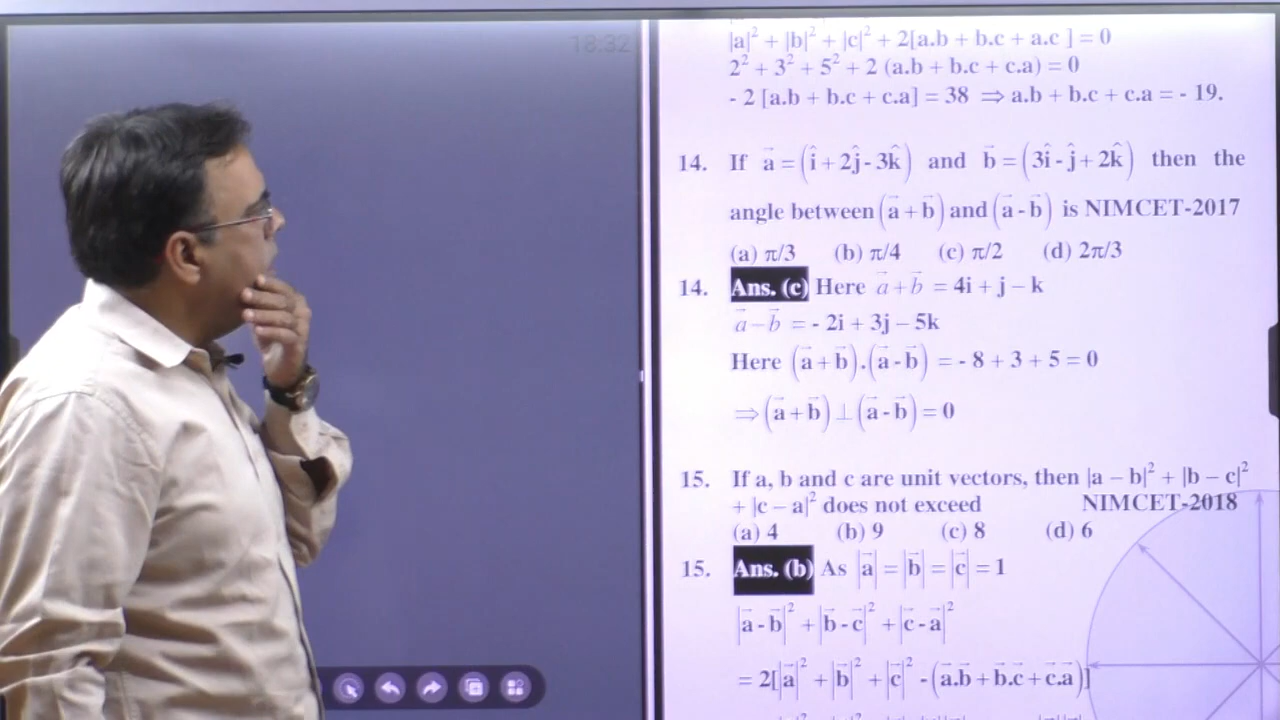 18:32
|a|² + |b|² + |c|² + 2[a.b + b.c + a.c ] = 0
2² + 3² + 5² + 2 (a.b + b.c + c.a) = 0
- 2 [a.b + b.c + c.a] = 38 ⇒ a.b + b.c + c.a = - 19.
14. If a⃗ = (î + 2ĵ - 3k̂) and b⃗ = (3î - ĵ + 2k̂) then the
angle between (a⃗ + b⃗) and (a⃗ - b⃗) is NIMCET-2017
(a) π/3 (b) π/4 (c) π/2 (d) 2π/3
14. Ans. (c) Here a⃗ + b⃗ = 4i + j – k
a⃗ – b⃗ = - 2i + 3j – 5k
Here (a⃗ + b⃗).(a⃗ - b⃗) = - 8 + 3 + 5 = 0
⇒ (a⃗ + b⃗) ⊥ (a⃗ - b⃗) = 0
15. If a, b and c are unit vectors, then |a – b|² + |b – c|²
+ |c – a|² does not exceed NIMCET-2018
(a) 4 (b) 9 (c) 8 (d) 6
15. Ans. (b) As |a⃗| = |b⃗| = |c⃗| = 1
|a⃗ - b⃗|² + |b⃗ - c⃗|² + |c⃗ - a⃗|²
= 2[|a⃗|² + |b⃗|² + |c⃗|² - (a⃗.b⃗ + b⃗.c⃗ + c⃗.a⃗)]